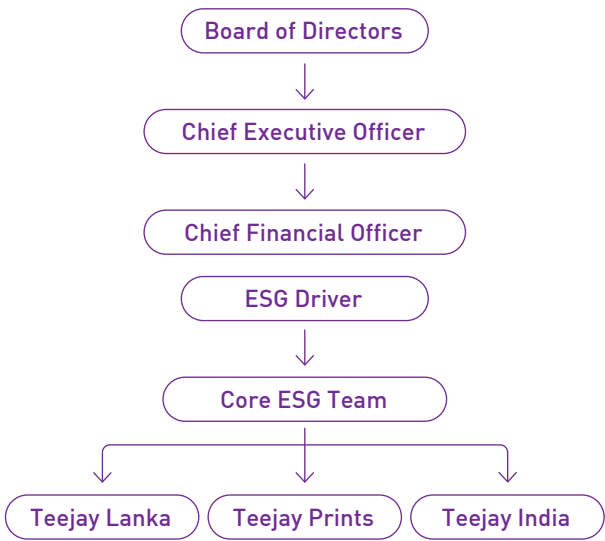 Board of Directors
Chief Executive Officer
Chief Financial Officer
ESG Driver
Core ESG Team
Teejay Lanka
Teejay Prints
Teejay India